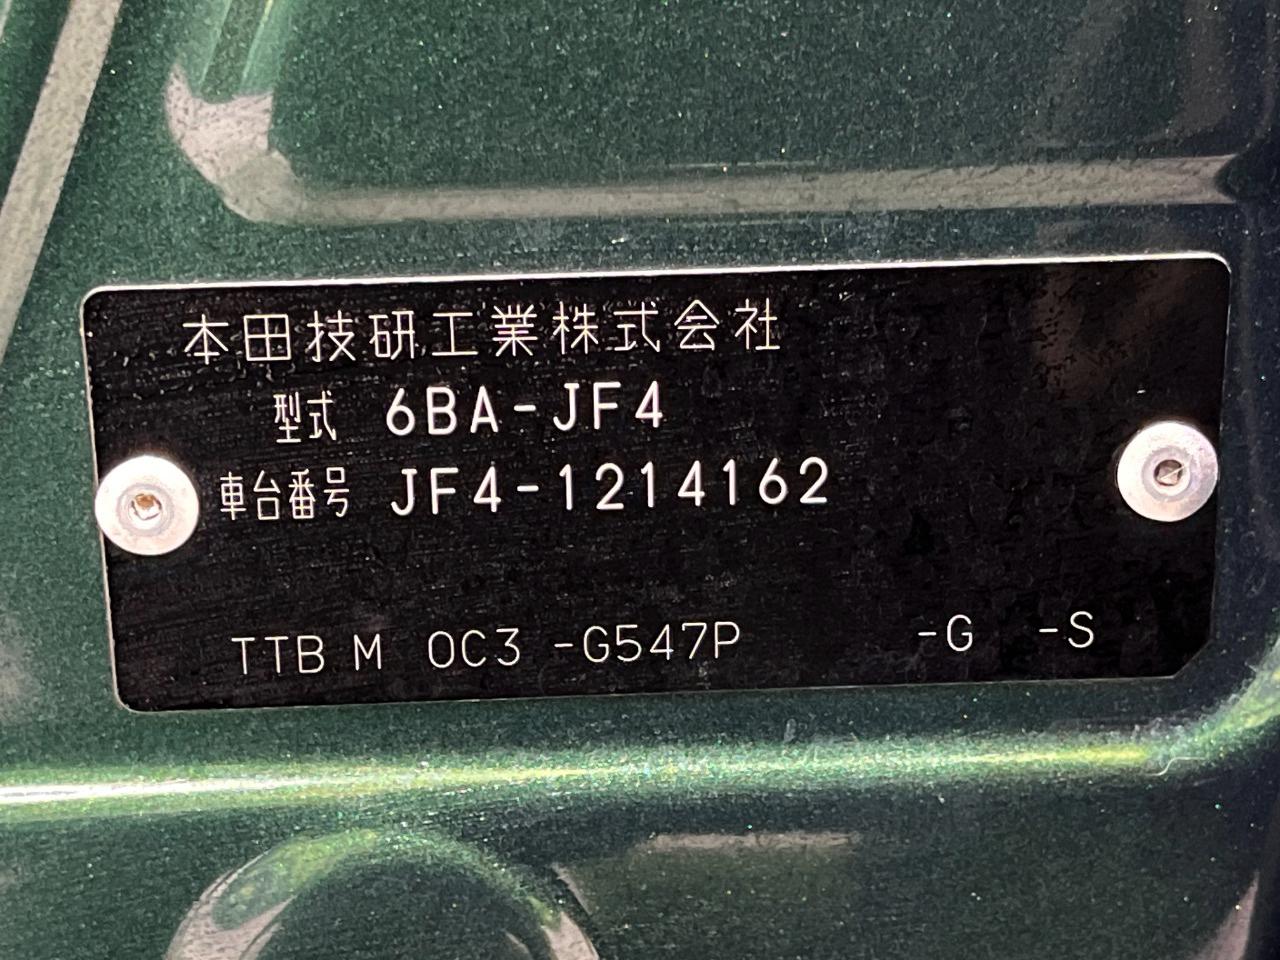 本田技研工業株式会社
型式 6BA-JF4
車台番号 JF4-1214162
TTB M 0C3 -G547P -G -S